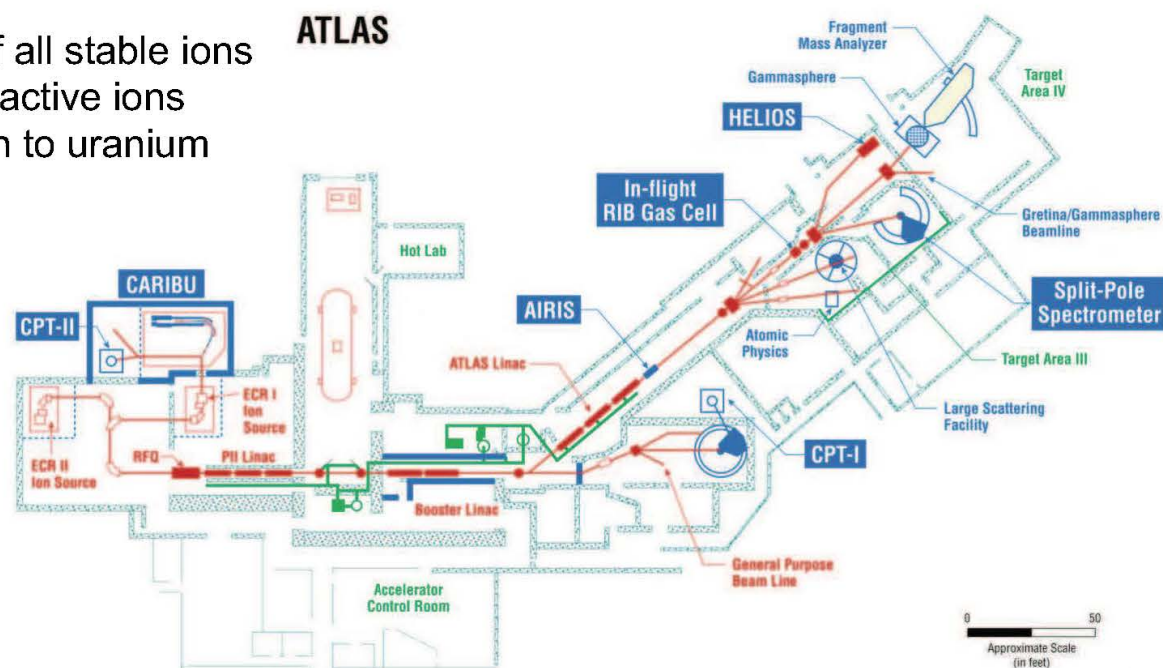 ATLAS
f all stable ions
active ions
n to uranium
Fragment
Mass Analyzer
Gammasphere
Target
Area IV
HELIOS
In-flight
RIB Gas Cell
Gretina/Gammasphere
Beamline
Hot Lab
CARIBU
CPT-II
AIRIS
Split-Pole
Spectrometer
Atomic
Physics
Target Area III
ATLAS Linac
Large Scattering
Facility
ECR I
Ion
Source
CPT-I
RFQ
PII Linac
ECR II
Ion Source
Booster Linac
General Purpose
Beam Line
Accelerator
Control Room
0 50
Approximate Scale
(in feet)